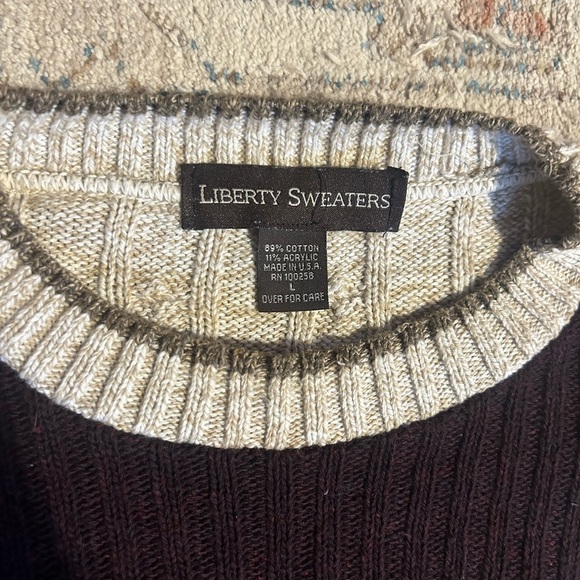 LIBERTY SWEATERS
89% COTTON
11% ACRYLIC
MADE IN U.S.A.
RN 100258
L
OVER FOR CARE